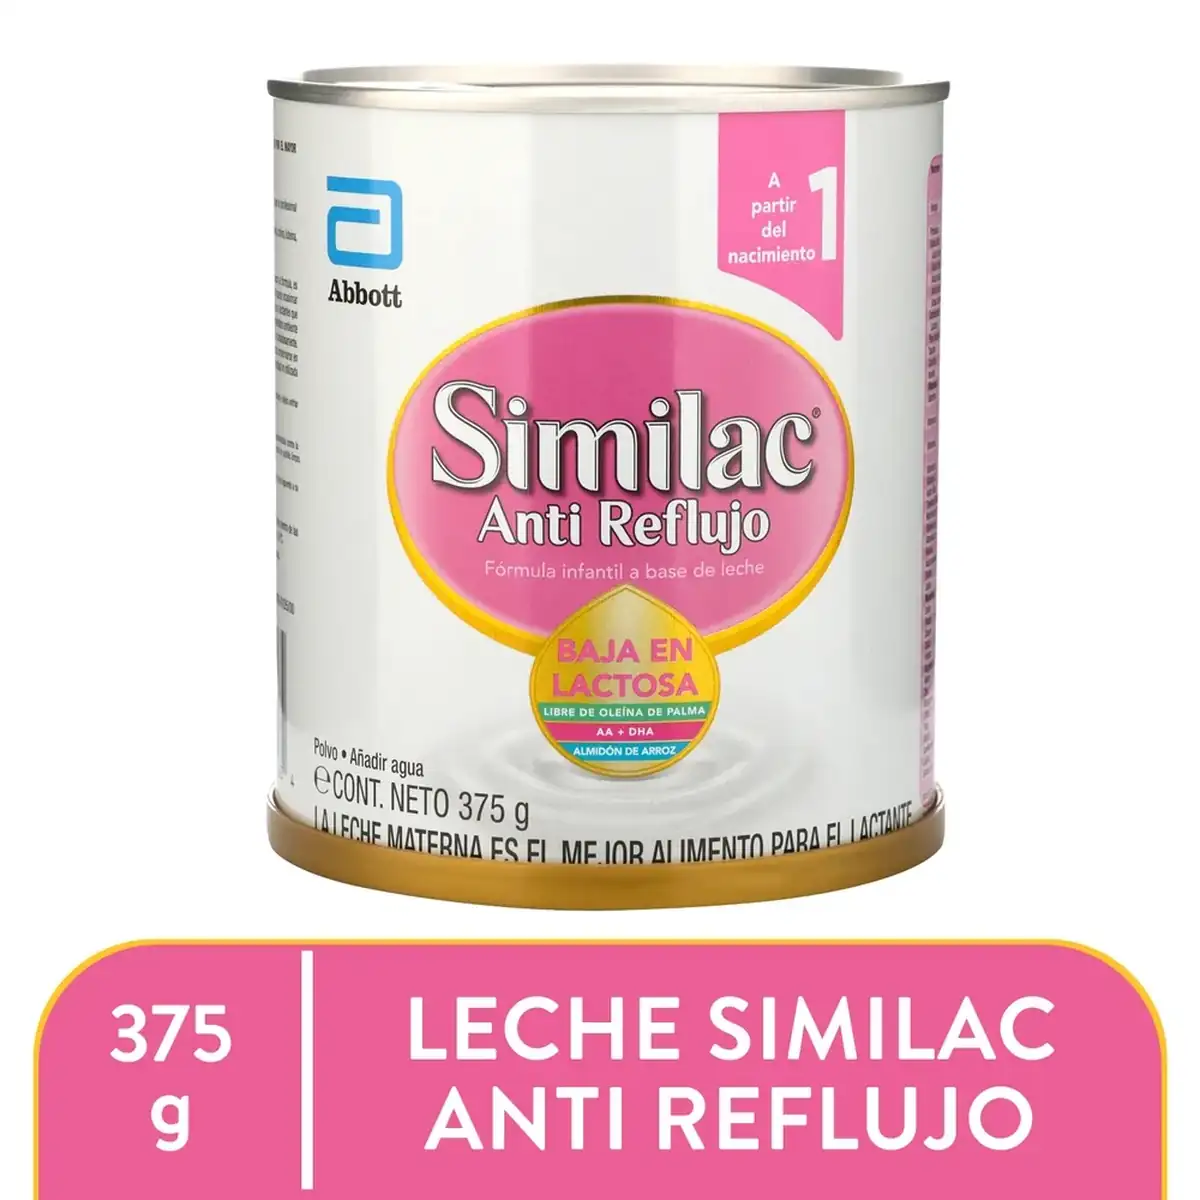 Abbott
A
partir
del
nacimiento
1
Similac®
Anti Reflujo
Fórmula infantil a base de leche
BAJA EN
LACTOSA
LIBRE DE OLEÍNA DE PALMA
AA + DHA
ALMIDÓN DE ARROZ
Polvo • Añadir agua
℮CONT. NETO 375 g
LA LECHE MATERNA ES EL MEJOR ALIMENTO PARA EL LACTANTE
375
g
LECHE SIMILAC
ANTI REFLUJO